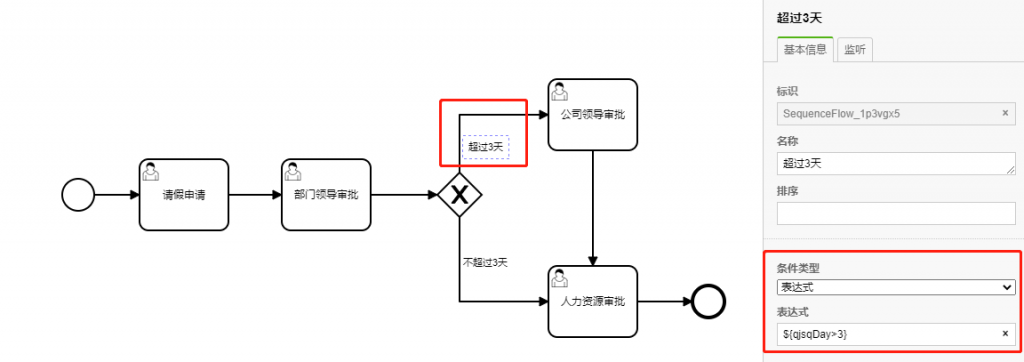 请假申请
部门领导审批
超过3天
不超过3天
公司领导审批
人力资源审批
超过3天
基本信息
监听
标识
SequenceFlow_1p3vgx5
名称
超过3天
排序
条件类型
表达式
表达式
${qjsqDay>3}